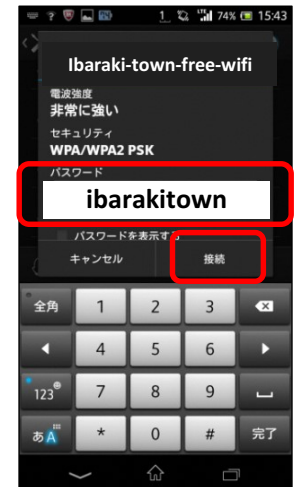 1 74% 15:43
Ibaraki-town-free-wifi
電波強度
非常に強い
セキュリティ
WPA/WPA2 PSK
パスワード
ibarakitown
パスワードを表示する
キャンセル 接続
全角 1 2 3
4 5 6
123 7 8 9
あA * 0 # 完了